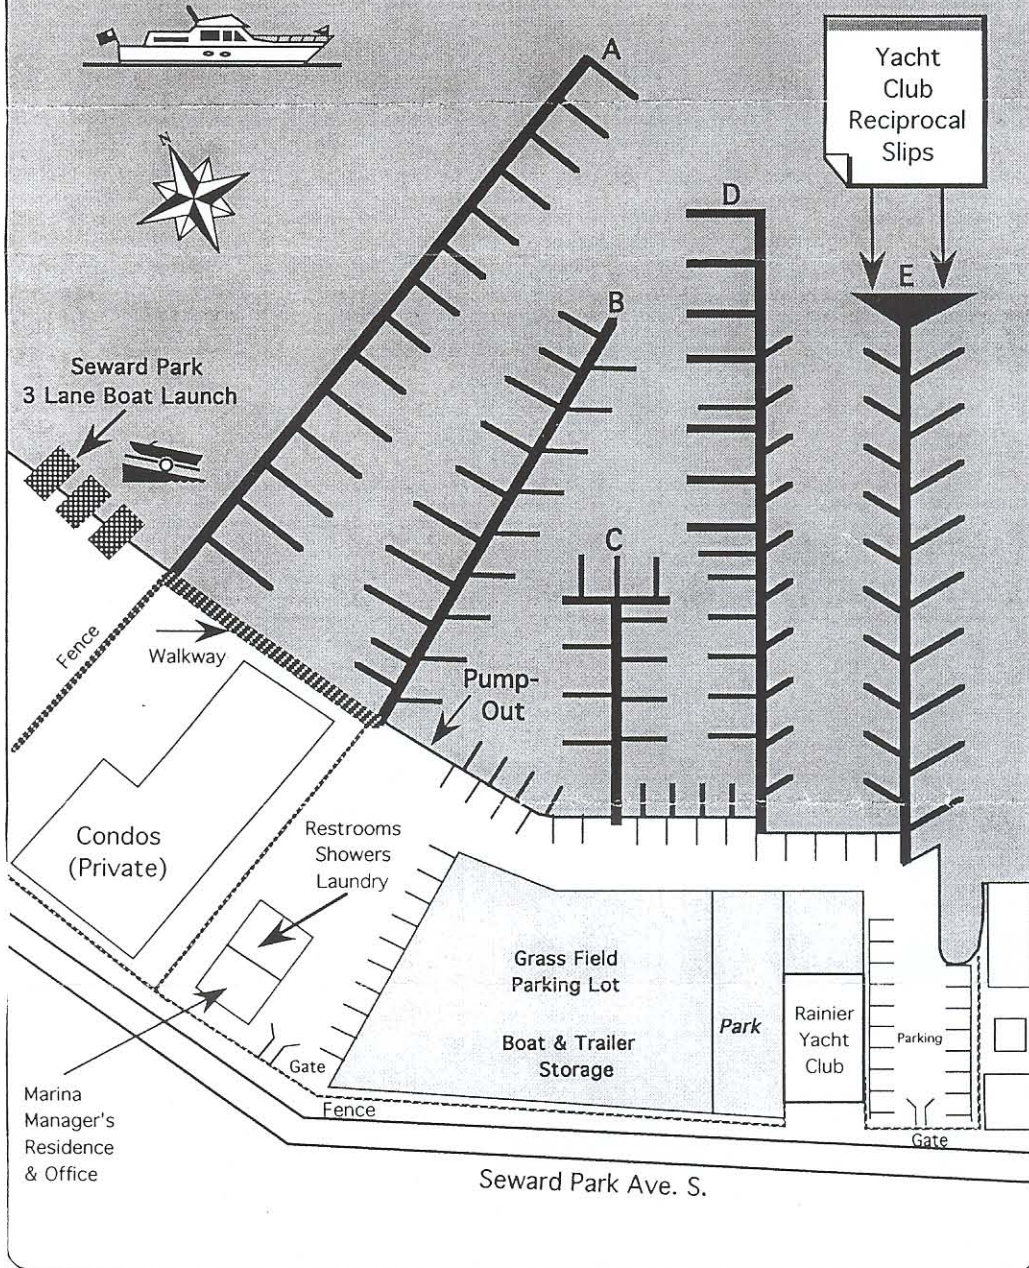 A
Yacht
Club
Reciprocal
Slips
N
D
E
B
Seward Park
3 Lane Boat Launch
C
Fence
Walkway
Pump-
Out
Condos
(Private)
Restrooms
Showers
Laundry
Grass Field
Parking Lot
Boat & Trailer
Storage
Park
Rainier
Yacht
Club
Parking
Gate
Marina
Manager's
Residence
& Office
Fence
Gate
Seward Park Ave. S.